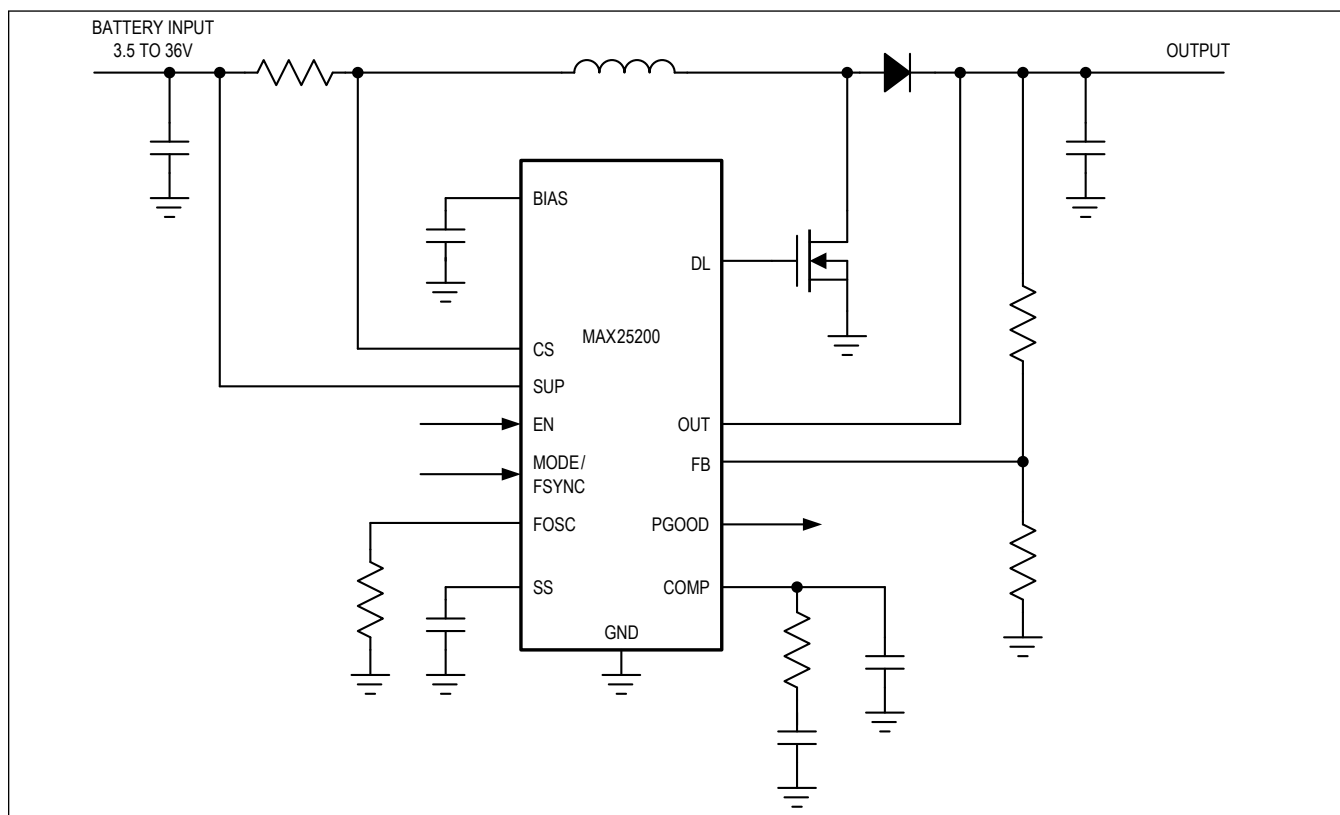 BATTERY INPUT
3.5 TO 36V
OUTPUT
BIAS
DL
MAX25200
CS
SUP
EN
OUT
MODE/
FSYNC
FB
FOSC
PGOOD
SS
COMP
GND